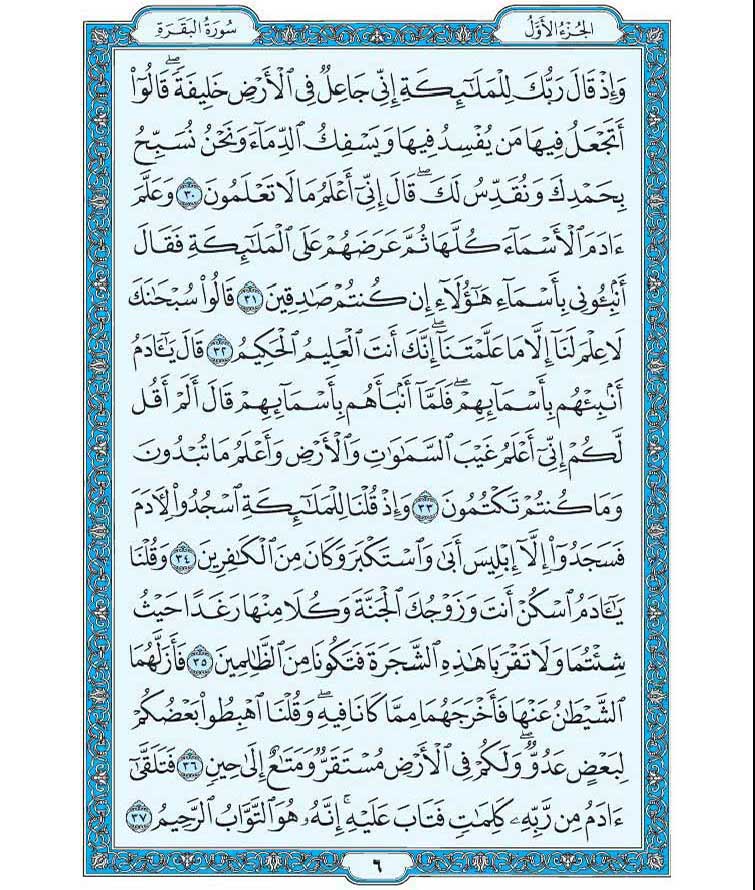 الجُزْءُ الأَوَّلُ
سُورَةُ البَقَرَةِ
وَإِذْ قَالَ رَبُّكَ لِلْمَلَٰٓئِكَةِ إِنِّي جَاعِلٌ فِي ٱلْأَرْضِ خَلِيفَةً ۖ قَالُوٓا۟
أَتَجْعَلُ فِيهَا مَن يُفْسِدُ فِيهَا وَيَسْفِكُ ٱلدِّمَآءَ وَنَحْنُ نُسَبِّحُ
بِحَمْدِكَ وَنُقَدِّسُ لَكَ ۖ قَالَ إِنِّيٓ أَعْلَمُ مَا لَا تَعْلَمُونَ ٣٠ وَعَلَّمَ
ءَادَمَ ٱلْأَسْمَآءَ كُلَّهَا ثُمَّ عَرَضَهُمْ عَلَى ٱلْمَلَٰٓئِكَةِ فَقَالَ
أَنۢبِـُٔونِي بِأَسْمَآءِ هَٰٓؤُلَآءِ إِن كُنتُمْ صَٰدِقِينَ ٣١ قَالُوا۟ سُبْحَٰنَكَ
لَا عِلْمَ لَنَآ إِلَّا مَا عَلَّمْتَنَآ ۖ إِنَّكَ أَنتَ ٱلْعَلِيمُ ٱلْحَكِيمُ ٣٢ قَالَ يَٰٓـَٔادَمُ
أَنۢبِئْهُم بِأَسْمَآئِهِمْ ۖ فَلَمَّآ أَنۢبَأَهُم بِأَسْمَآئِهِمْ قَالَ أَلَمْ أَقُل
لَّكُمْ إِنِّيٓ أَعْلَمُ غَيْبَ ٱلسَّمَٰوَٰتِ وَٱلْأَرْضِ وَأَعْلَمُ مَا تُبْدُونَ
وَمَا كُنتُمْ تَكْتُمُونَ ٣٣ وَإِذْ قُلْنَا لِلْمَلَٰٓئِكَةِ ٱسْجُدُوا۟ لِـَٔادَمَ
فَسَجَدُوٓا۟ إِلَّآ إِبْلِيسَ أَبَىٰ وَٱسْتَكْبَرَ وَكَانَ مِنَ ٱلْكَٰفِرِينَ ٣٤ وَقُلْنَا
يَٰٓـَٔادَمُ ٱسْكُنْ أَنتَ وَزَوْجُكَ ٱلْجَنَّةَ وَكُلَا مِنْهَا رَغَدًا حَيْثُ
شِئْتُمَا وَلَا تَقْرَبَا هَٰذِهِ ٱلشَّجَرَةَ فَتَكُونَا مِنَ ٱلظَّٰلِمِينَ ٣٥ فَأَزَلَّهُمَا
ٱلشَّيْطَٰنُ عَنْهَا فَأَخْرَجَهُمَا مِمَّا كَانَا فِيهِ ۖ وَقُلْنَا ٱهْبِطُوا۟ بَعْضُكُمْ
لِبَعْضٍ عَدُوٌّ ۖ وَلَكُمْ فِي ٱلْأَرْضِ مُسْتَقَرٌّ وَمَتَٰعٌ إِلَىٰ حِينٍ ٣٦ فَتَلَقَّىٰٓ
ءَادَمُ مِن رَّبِّهِۦ كَلِمَٰتٍ فَتَابَ عَلَيْهِ ۚ إِنَّهُۥ هُوَ ٱلتَّوَّابُ ٱلرَّحِيمُ ٣٧
٦